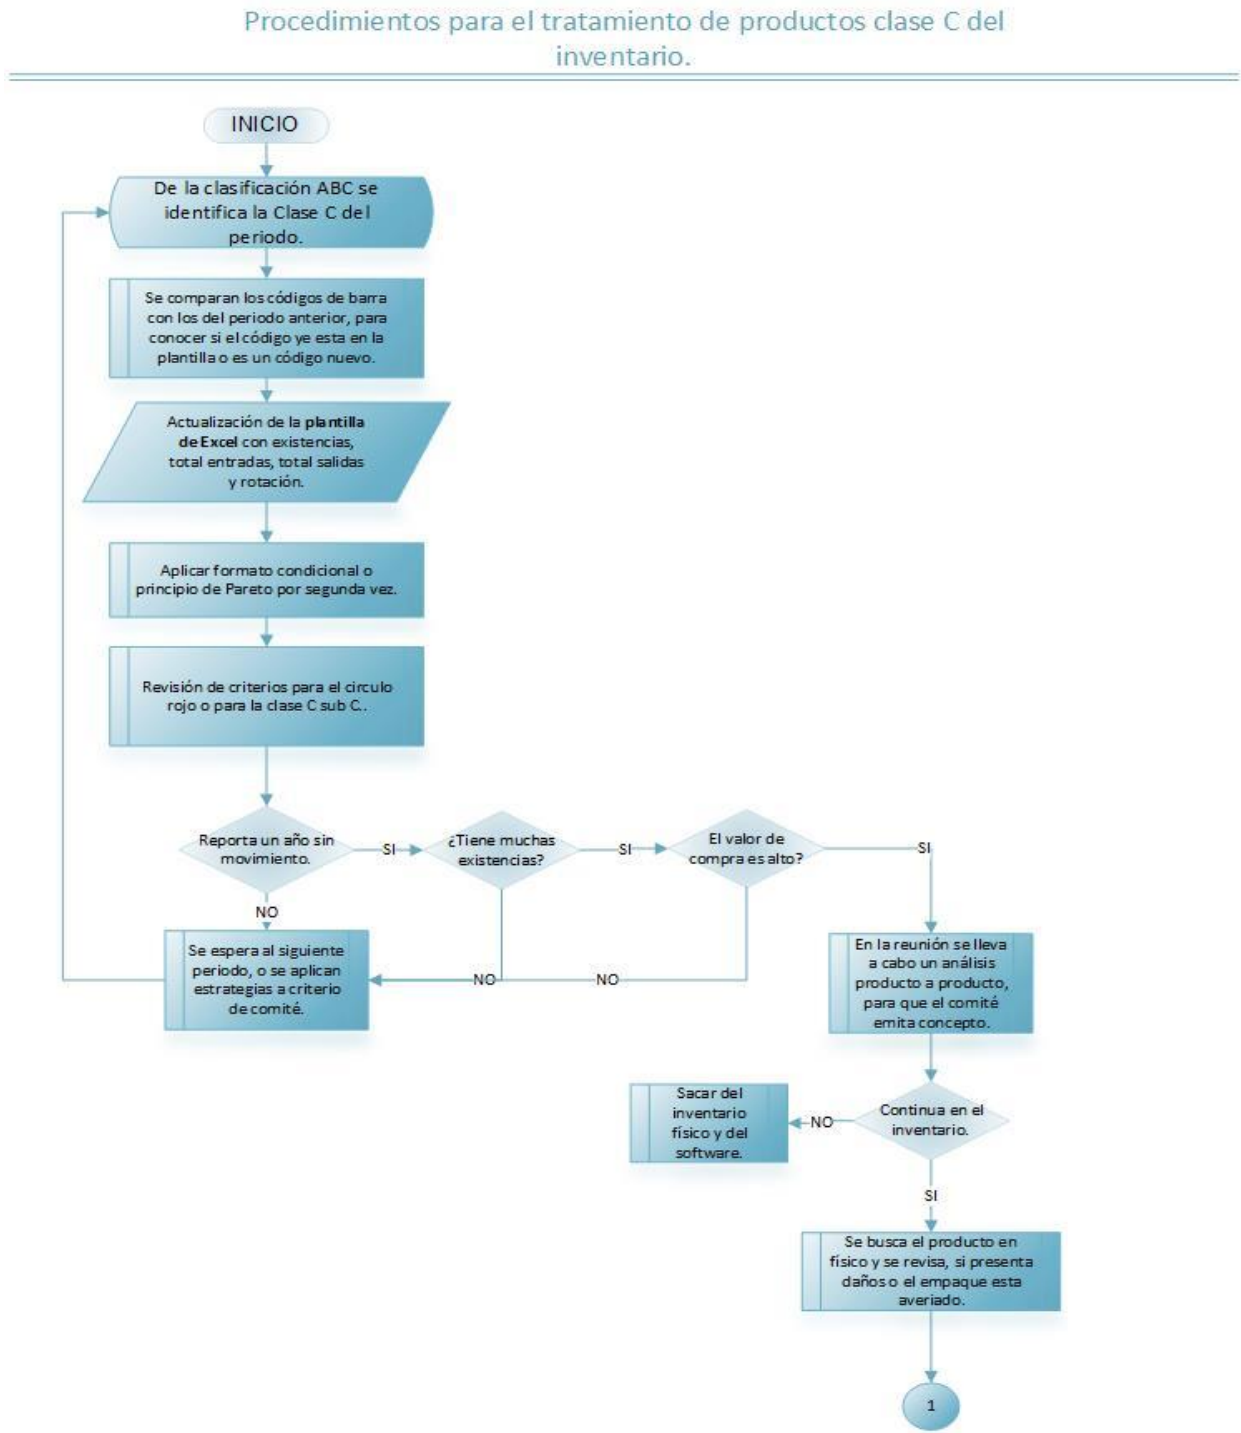 Procedimientos para el tratamiento de productos clase C del
inventario.
INICIO
De la clasificación ABC se
identifica la Clase C del
periodo.
Se comparan los códigos de barra
con los del periodo anterior, para
conocer si el código ye esta en la
plantilla o es un código nuevo.
Actualización de la plantilla
de Excel con existencias,
total entradas, total salidas
y rotación.
Aplicar formato condicional o
principio de Pareto por segunda vez.
Revisión de criterios para el circulo
rojo o para la clase C sub C..
Reporta un año sin
movimiento.
SI
¿Tiene muchas
existencias?
SI
El valor de
compra es alto?
SI
NO
Se espera al siguiente
periodo, o se aplican
estrategias a criterio
de comité.
NO
NO
En la reunión se lleva
a cabo un análisis
producto a producto,
para que el comité
emita concepto.
Continua en el
inventario.
NO
Sacar del
inventario
físico y del
software.
SI
Se busca el producto en
físico y se revisa, si presenta
daños o el empaque esta
averiado.
1